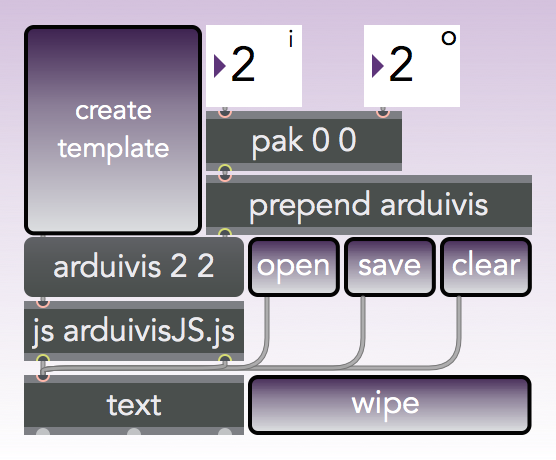 2 i
2 o
create
template
pak 0 0
prepend arduivis
arduivis 2 2
open
save
clear
js arduivisJS.js
text
wipe